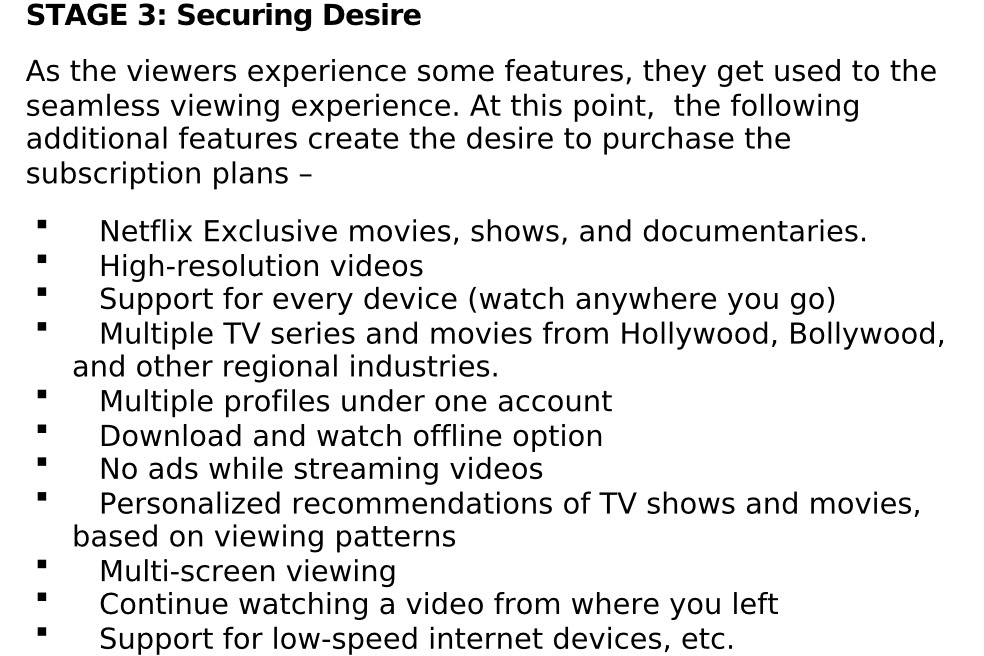 STAGE 3: Securing Desire
As the viewers experience some features, they get used to the
seamless viewing experience. At this point,  the following
additional features create the desire to purchase the
subscription plans –
▪ Netflix Exclusive movies, shows, and documentaries.
▪ High-resolution videos
▪ Support for every device (watch anywhere you go)
▪ Multiple TV series and movies from Hollywood, Bollywood,
and other regional industries.
▪ Multiple profiles under one account
▪ Download and watch offline option
▪ No ads while streaming videos
▪ Personalized recommendations of TV shows and movies,
based on viewing patterns
▪ Multi-screen viewing
▪ Continue watching a video from where you left
▪ Support for low-speed internet devices, etc.